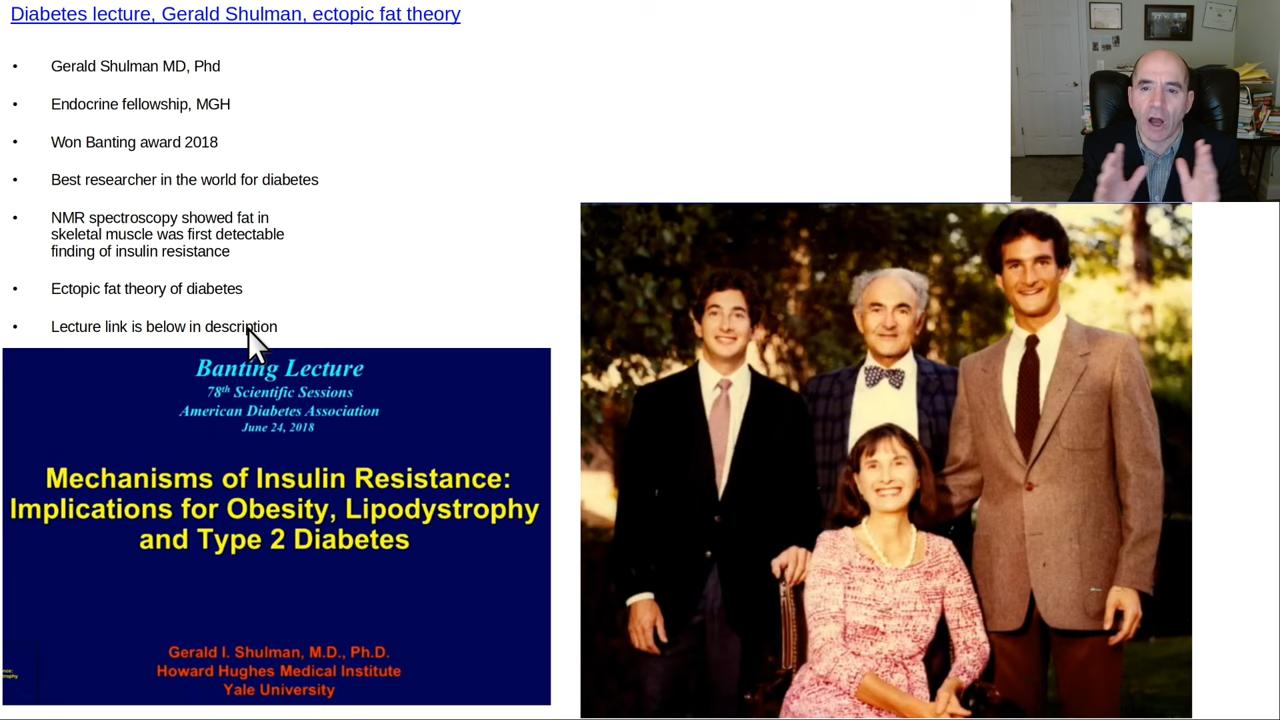 Diabetes lecture, Gerald Shulman, ectopic fat theory
• Gerald Shulman MD, Phd
• Endocrine fellowship, MGH
• Won Banting award 2018
• Best researcher in the world for diabetes
• NMR spectroscopy showed fat in
skeletal muscle was first detectable
finding of insulin resistance
• Ectopic fat theory of diabetes
• Lecture link is below in description
Banting Lecture
78th Scientific Sessions
American Diabetes Association
June 24, 2018
Mechanisms of Insulin Resistance:
Implications for Obesity, Lipodystrophy
and Type 2 Diabetes
Gerald I. Shulman, M.D., Ph.D.
Howard Hughes Medical Institute
Yale University